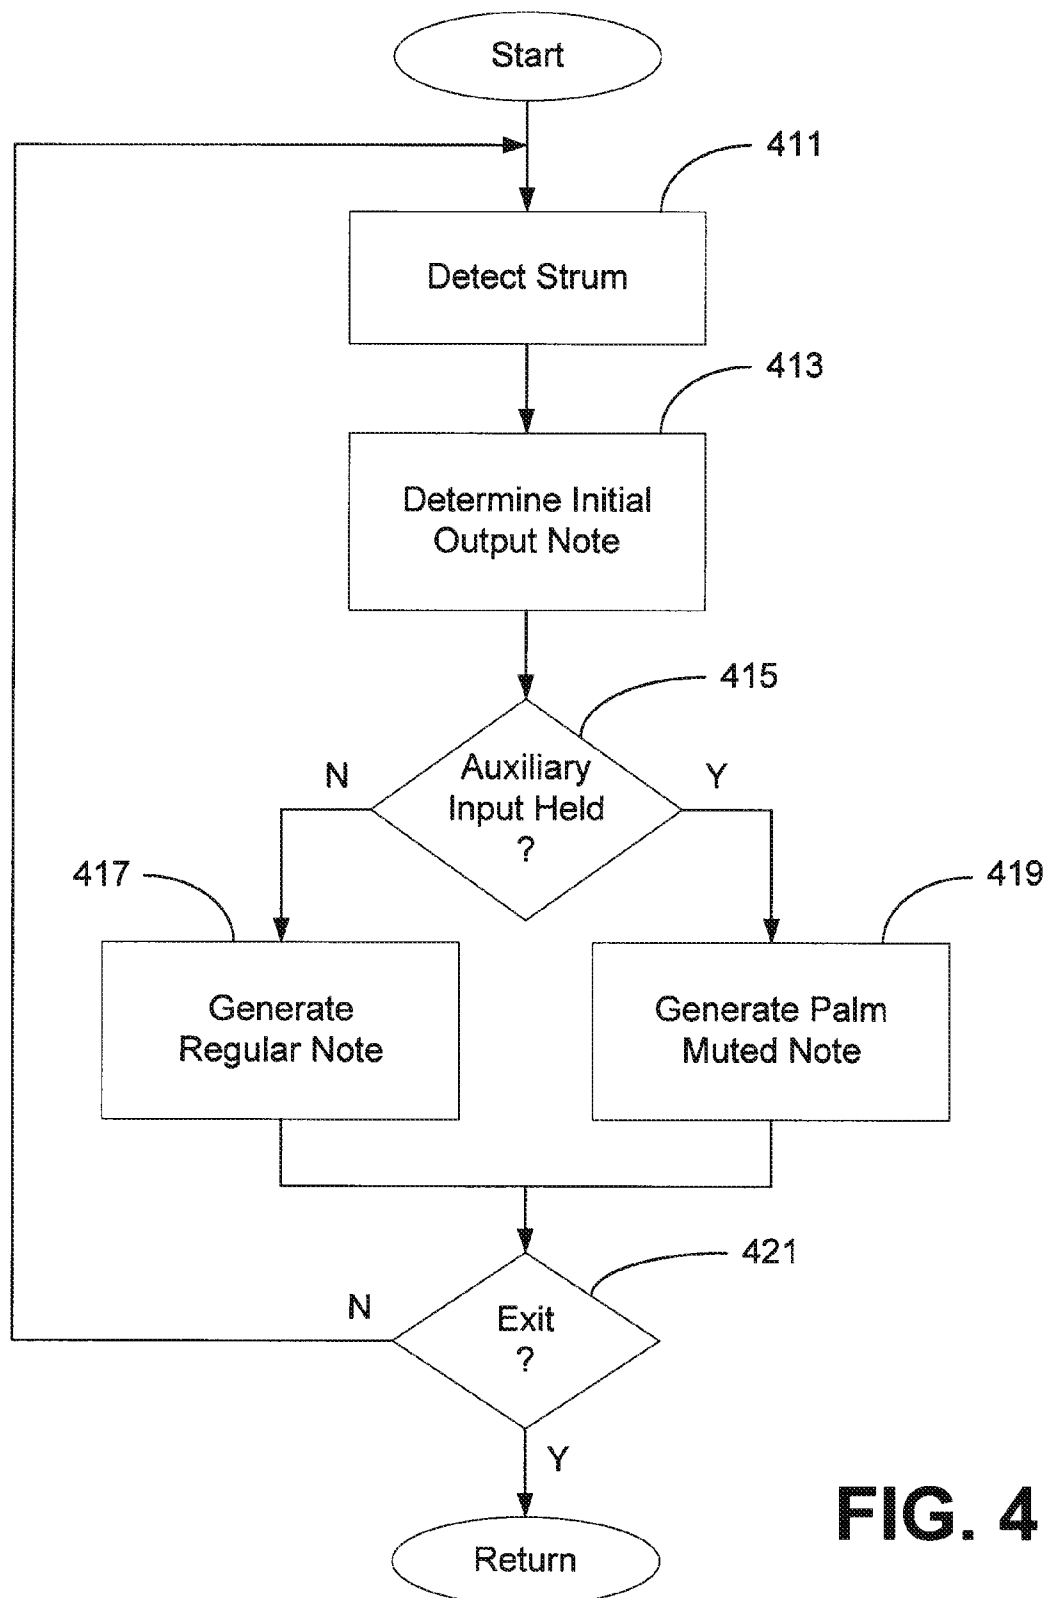 Start
411
Detect Strum
413
Determine Initial
Output Note
415
N
Auxiliary
Input Held
?
Y
417
419
Generate
Regular Note
Generate Palm
Muted Note
421
N
Exit
?
Y
FIG. 4
Return